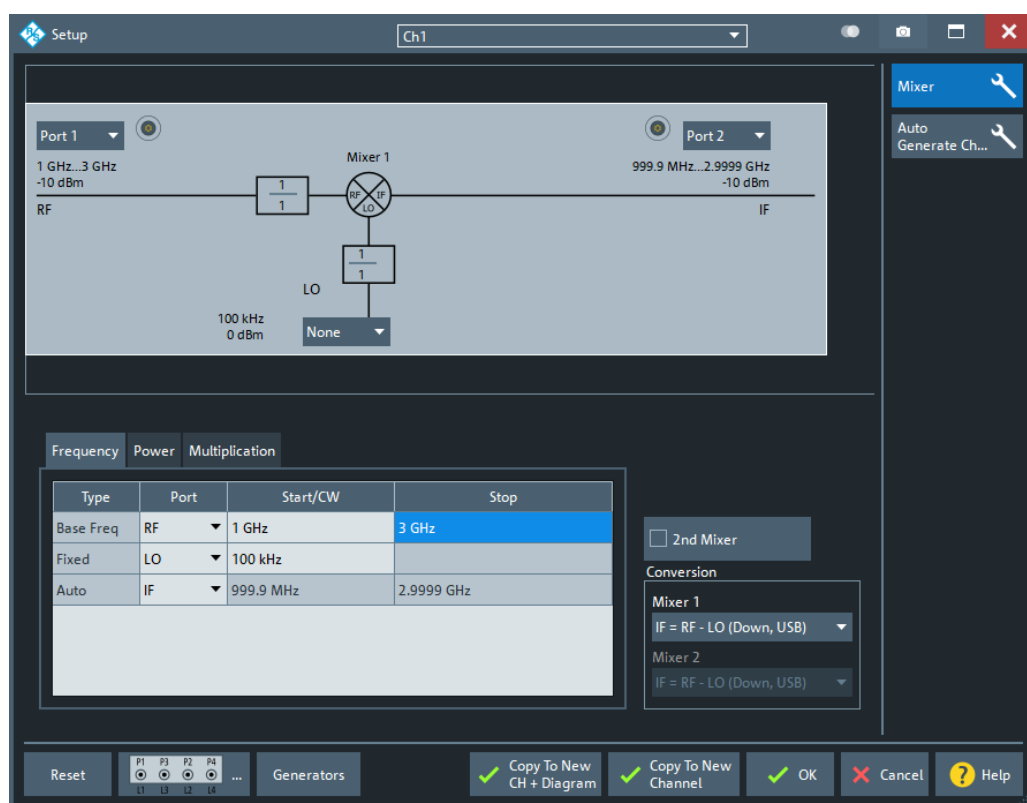 Setup
Ch1
Mixer
Auto
Generate Ch...
Port 1
Port 2
1 GHz...3 GHz
-10 dBm
RF
Mixer 1
1
1
RF
IF
LO
999.9 MHz...2.9999 GHz
-10 dBm
IF
1
1
LO
100 kHz
0 dBm
None
Frequency Power Multiplication
Type Port Start/CW Stop
Base Freq RF 1 GHz 3 GHz
Fixed LO 100 kHz
Auto IF 999.9 MHz 2.9999 GHz
2nd Mixer
Conversion
Mixer 1
IF = RF - LO (Down, USB)
Mixer 2
IF = RF - LO (Down, USB)
Reset
P1 P3 P2 P4
L1 L3 L2 L4
...
Generators
Copy To New
CH + Diagram
Copy To New
Channel
OK
Cancel
? Help